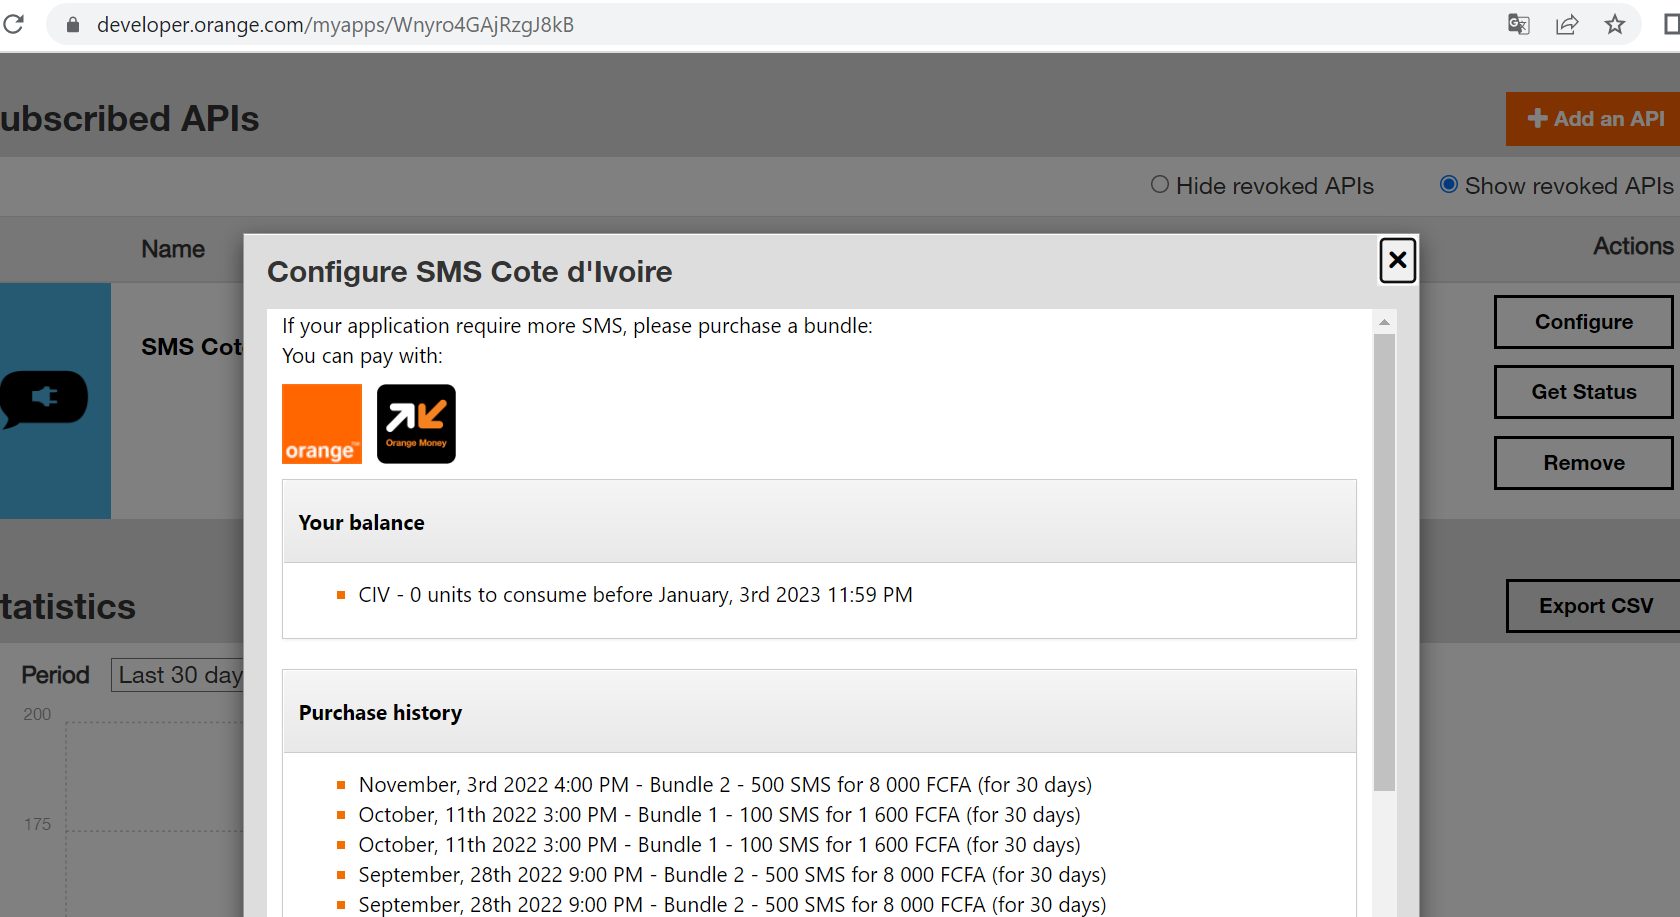 developer.orange.com/myapps/Wnyro4GAjRzgJ8kB
ubscribed APIs
Add an API
Hide revoked APIs
Show revoked APIs
Name
Actions
Configure SMS Cote d'Ivoire
If your application require more SMS, please purchase a bundle:
You can pay with:
orange™
Orange Money
SMS Cot
Configure
Get Status
Remove
Your balance
CIV - 0 units to consume before January, 3rd 2023 11:59 PM
tatistics
Export CSV
Period
Last 30 day
200
175
Purchase history
November, 3rd 2022 4:00 PM - Bundle 2 - 500 SMS for 8 000 FCFA (for 30 days)
October, 11th 2022 3:00 PM - Bundle 1 - 100 SMS for 1 600 FCFA (for 30 days)
October, 11th 2022 3:00 PM - Bundle 1 - 100 SMS for 1 600 FCFA (for 30 days)
September, 28th 2022 9:00 PM - Bundle 2 - 500 SMS for 8 000 FCFA (for 30 days)
September, 28th 2022 9:00 PM - Bundle 2 - 500 SMS for 8 000 FCFA (for 30 days)